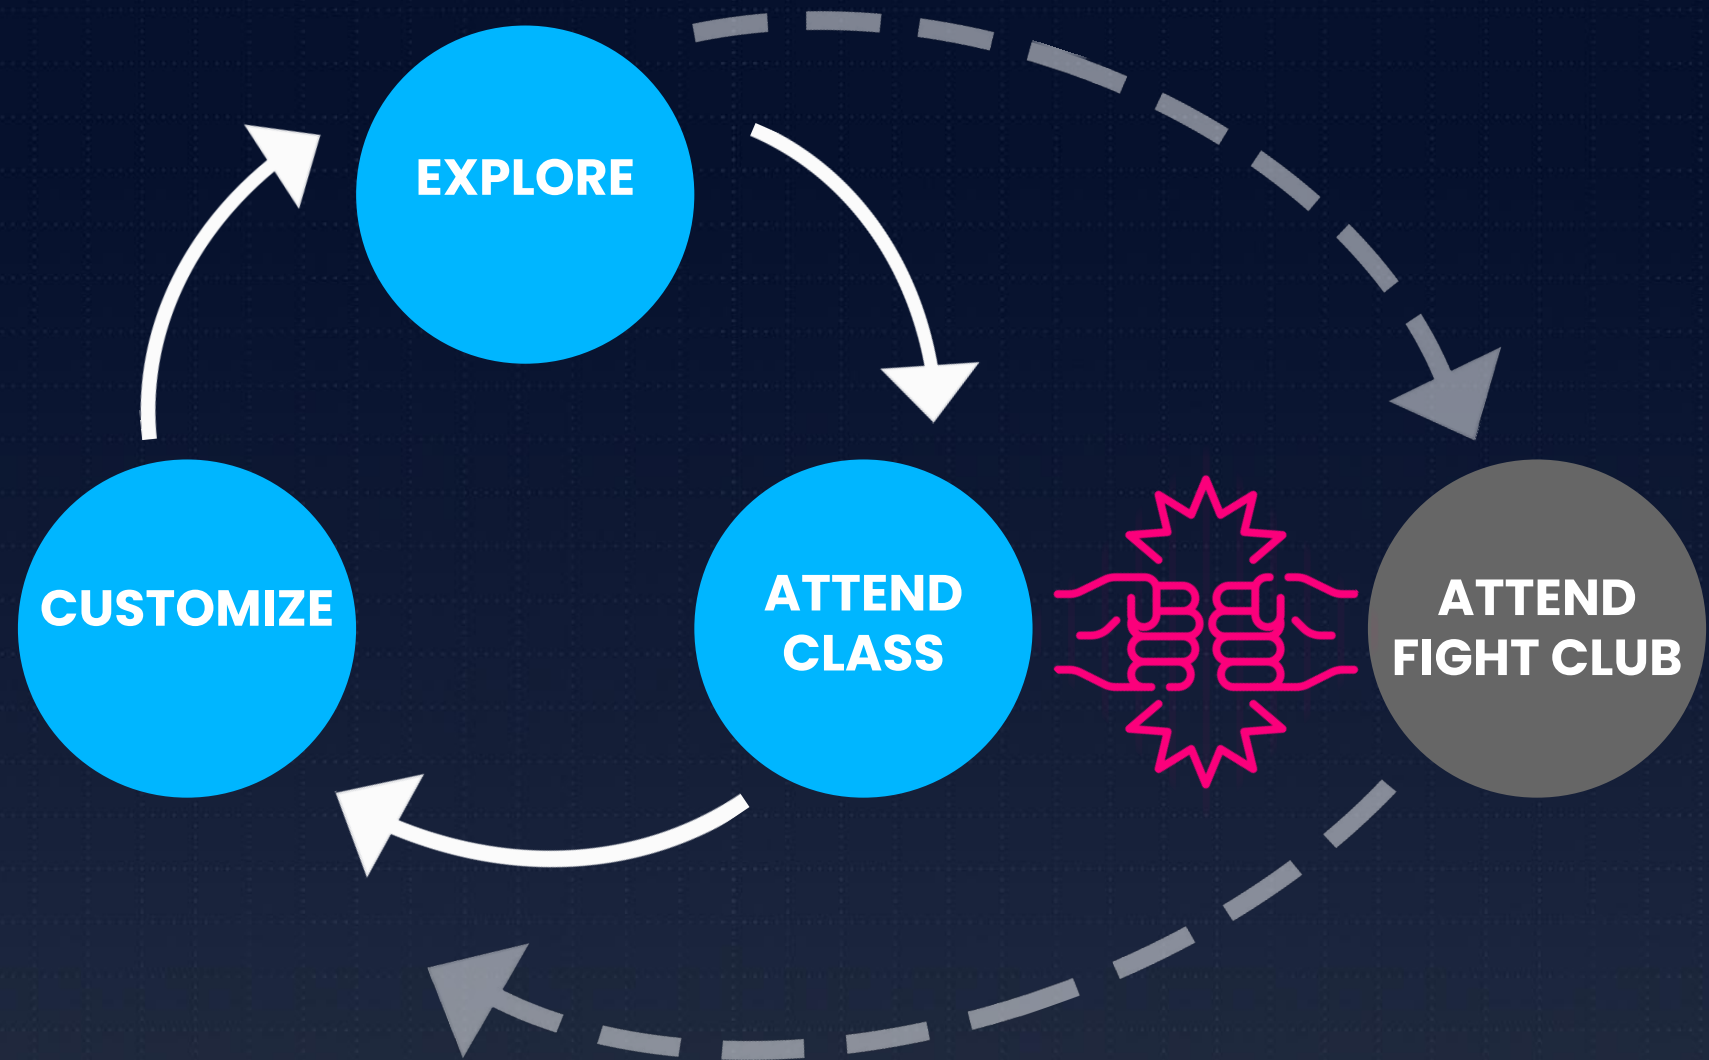 EXPLORE
CUSTOMIZE
ATTEND
CLASS
ATTEND
FIGHT CLUB